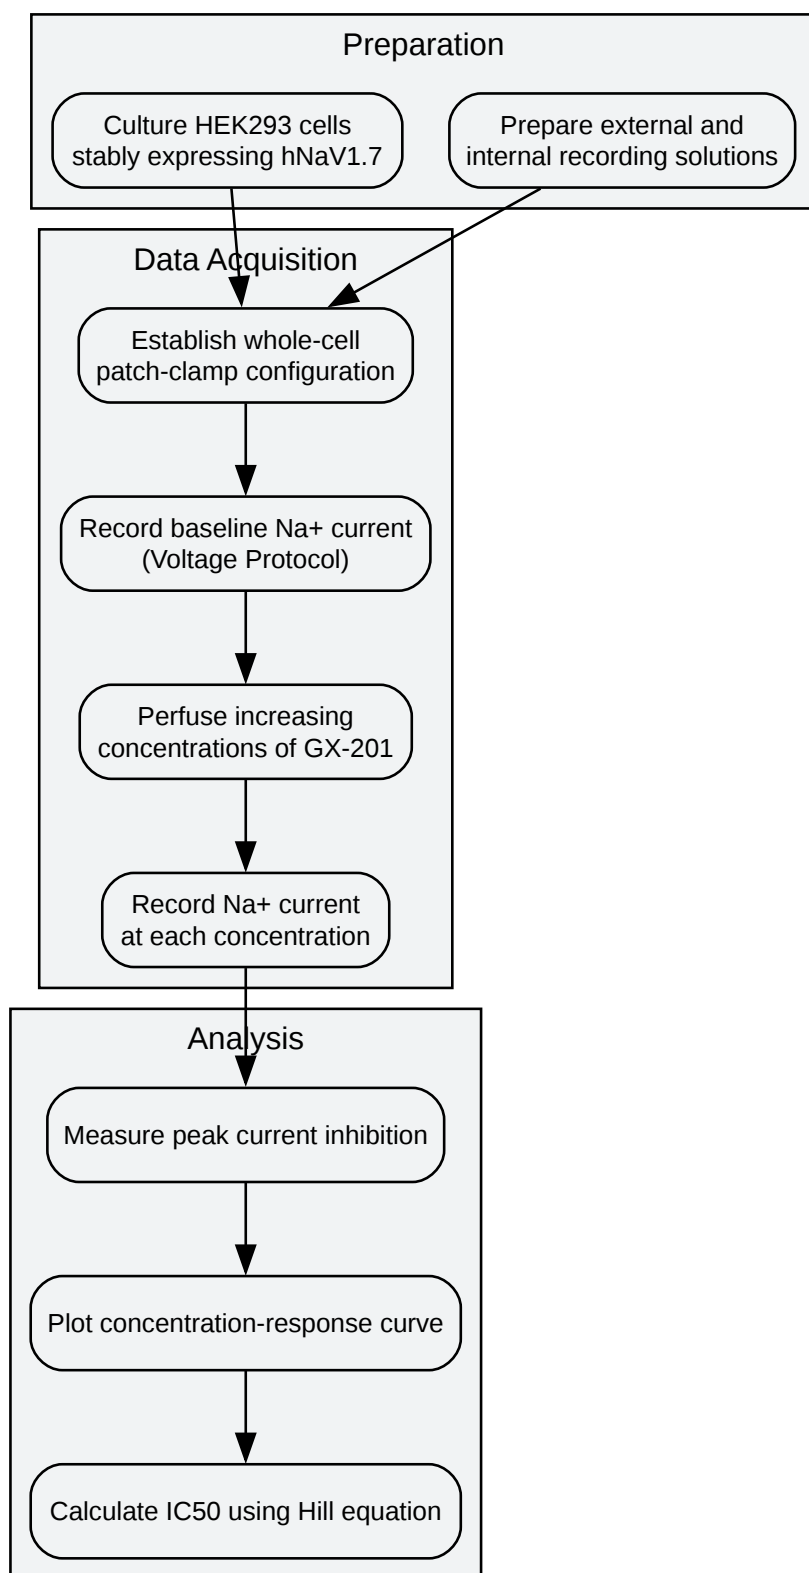 Preparation
Culture HEK293 cells
stably expressing hNaV1.7
Prepare external and
internal recording solutions
Data Acquisition
Establish whole-cell
patch-clamp configuration
Record baseline Na+ current
(Voltage Protocol)
Perfuse increasing
concentrations of GX-201
Record Na+ current
at each concentration
Analysis
Measure peak current inhibition
Plot concentration-response curve
Calculate IC50 using Hill equation